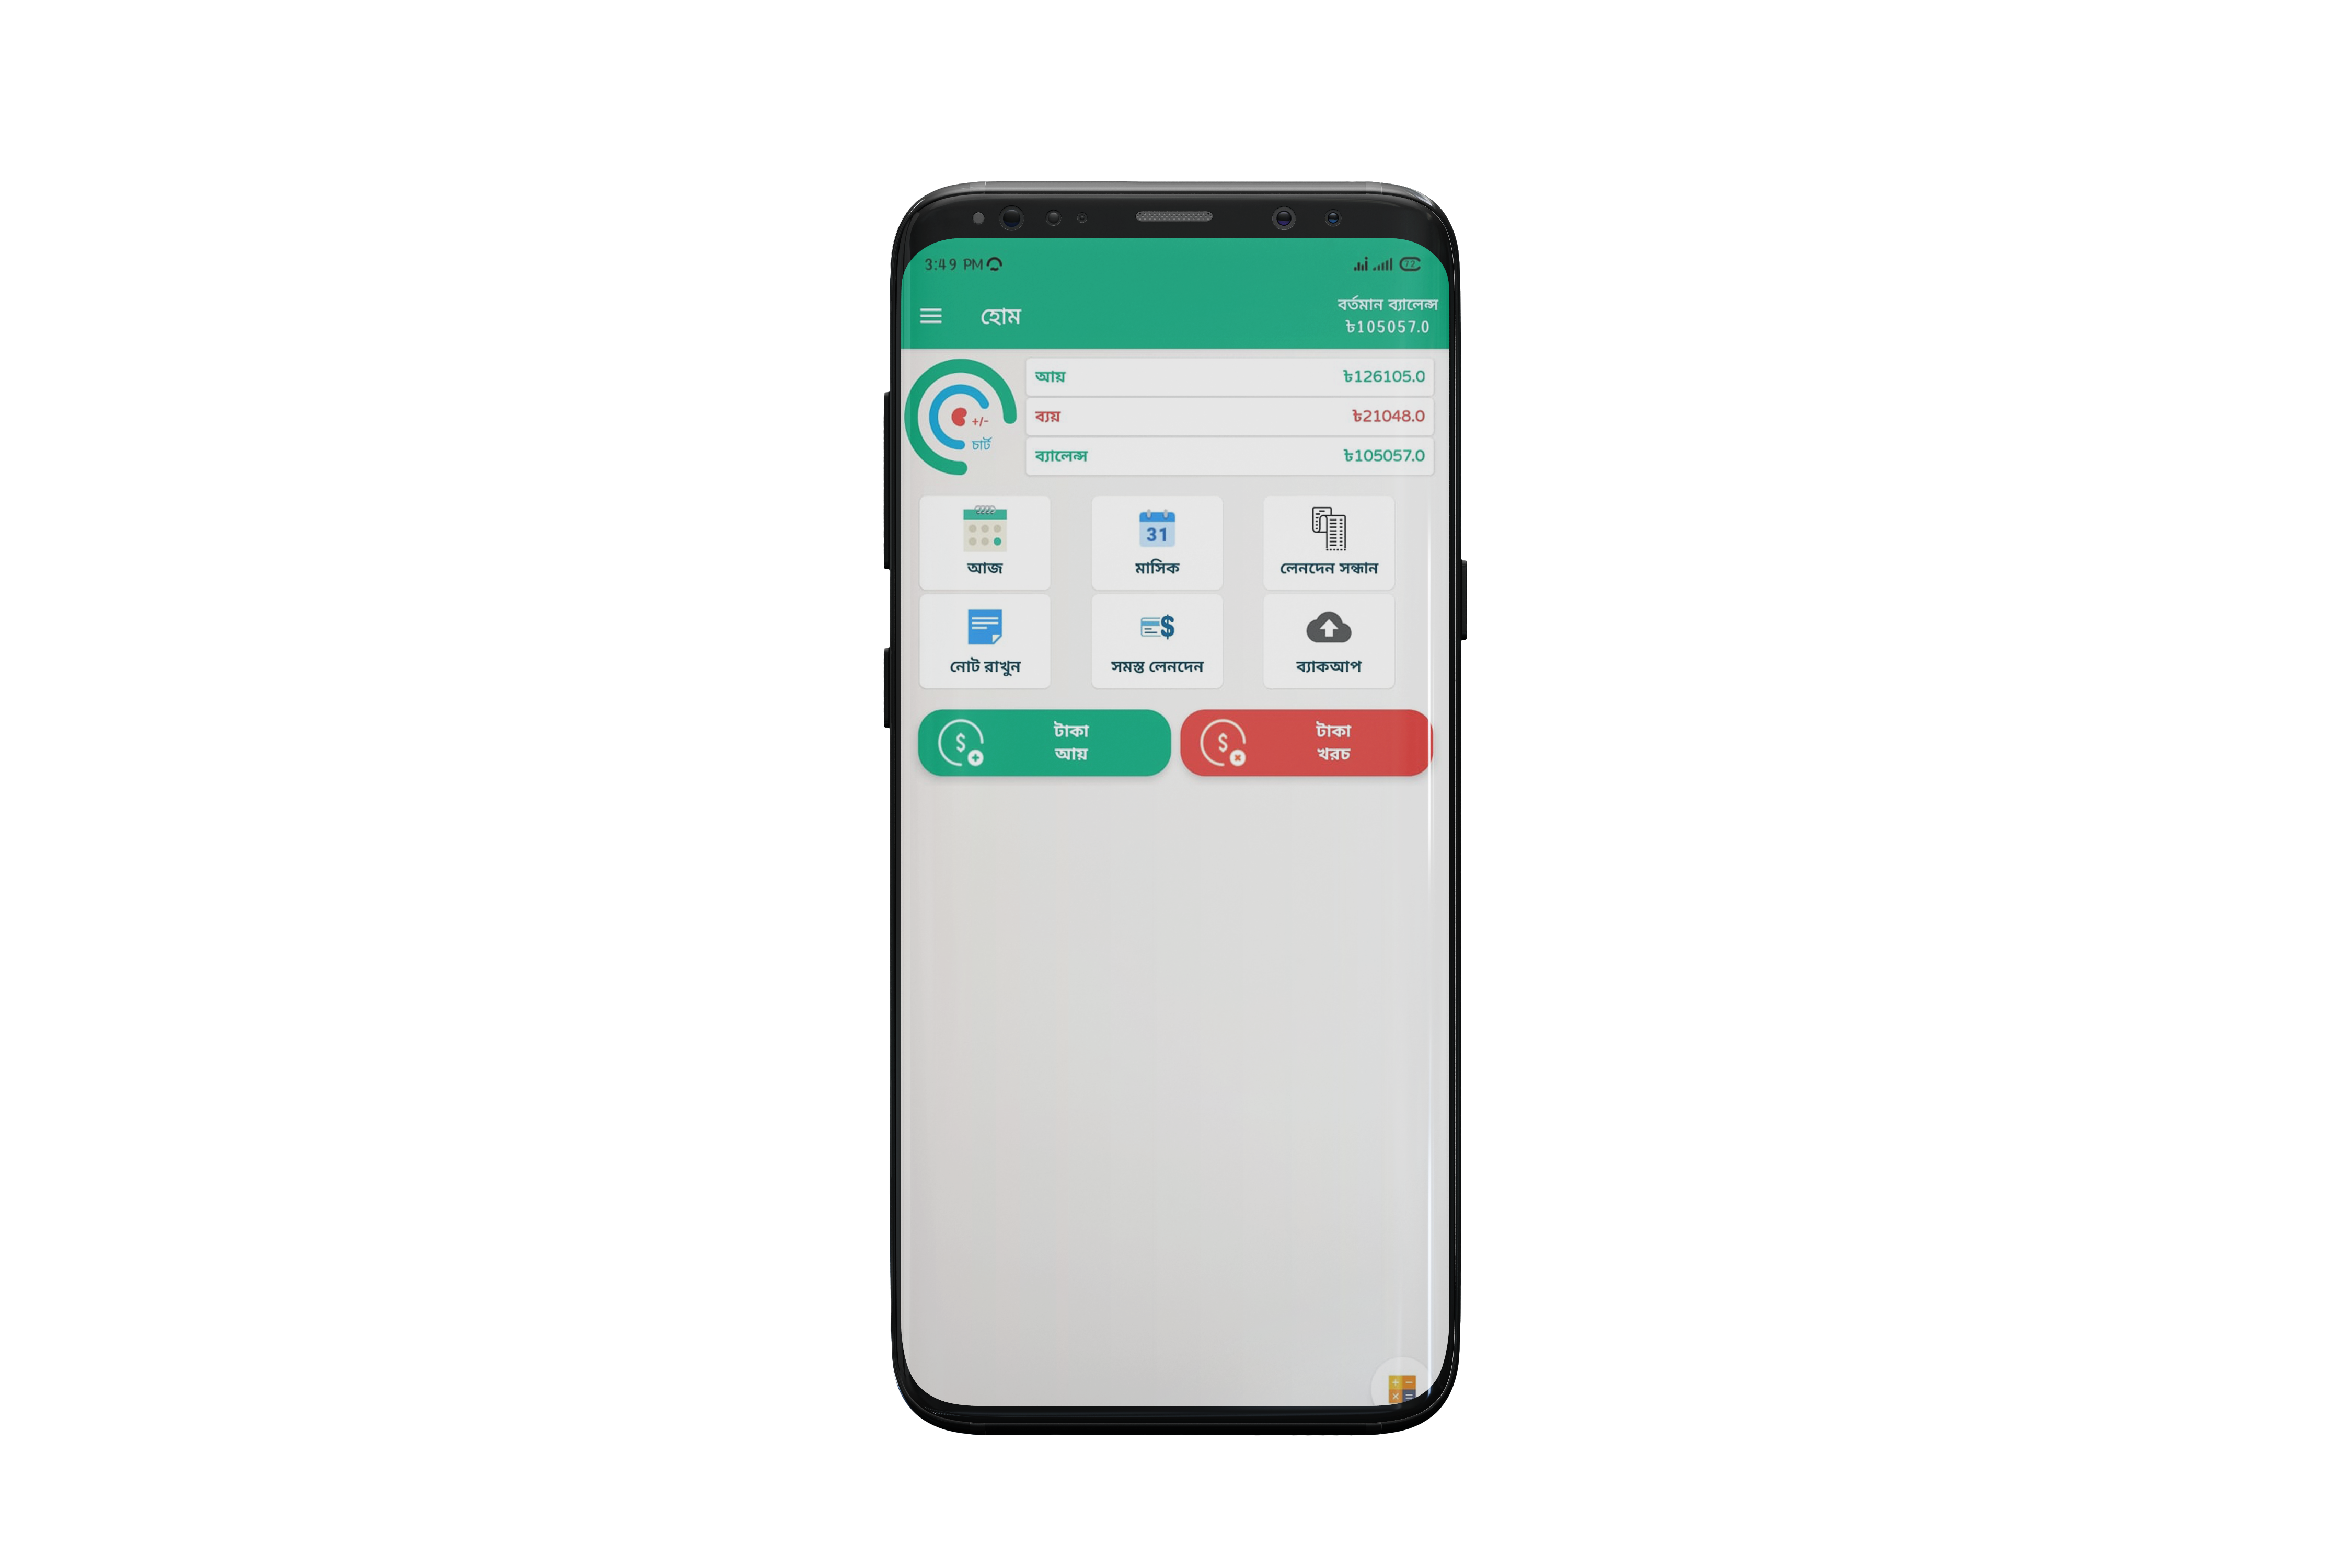 3:49 PM
72
হোম
বর্তমান ব্যালেন্স
৳105057.0
আয় ৳126105.0
ব্যয় ৳21048.0
ব্যালেন্স ৳105057.0
+/-
চার্ট
31
আজ
মাসিক
লেনদেন সন্ধান
$
নোট রাখুন
সমস্ত লেনদেন
ব্যাকআপ
$ টাকা
আয়
$ টাকা
খরচ